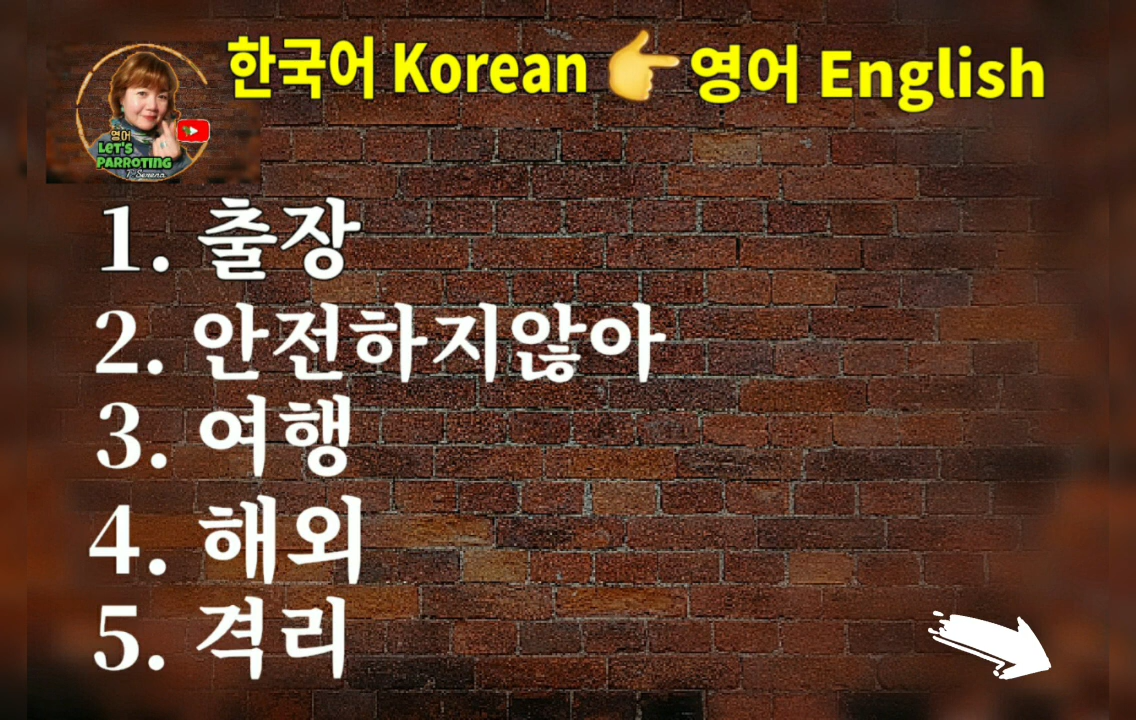 한국어 Korean 👉 영어 English
영어
LET'S
PARROTING
T. Serena
1. 출장
2. 안전하지않아
3. 여행
4. 해외
5. 격리